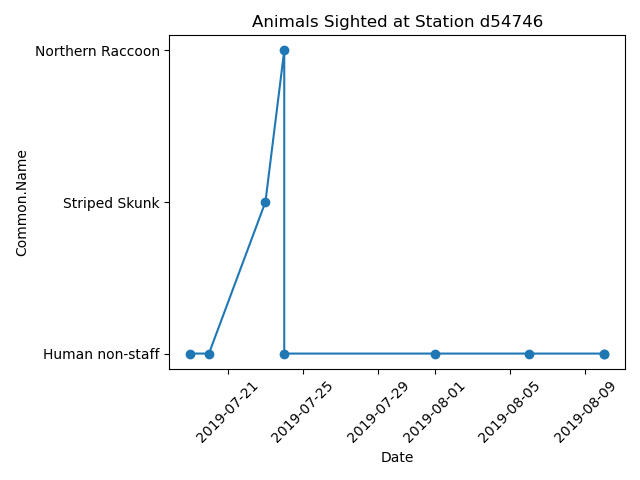 Animals Sighted at Station d54746
Common.Name
Northern Raccoon
Striped Skunk
Human non-staff
2019-07-21
2019-07-25
2019-07-29
2019-08-01
2019-08-05
2019-08-09
Date